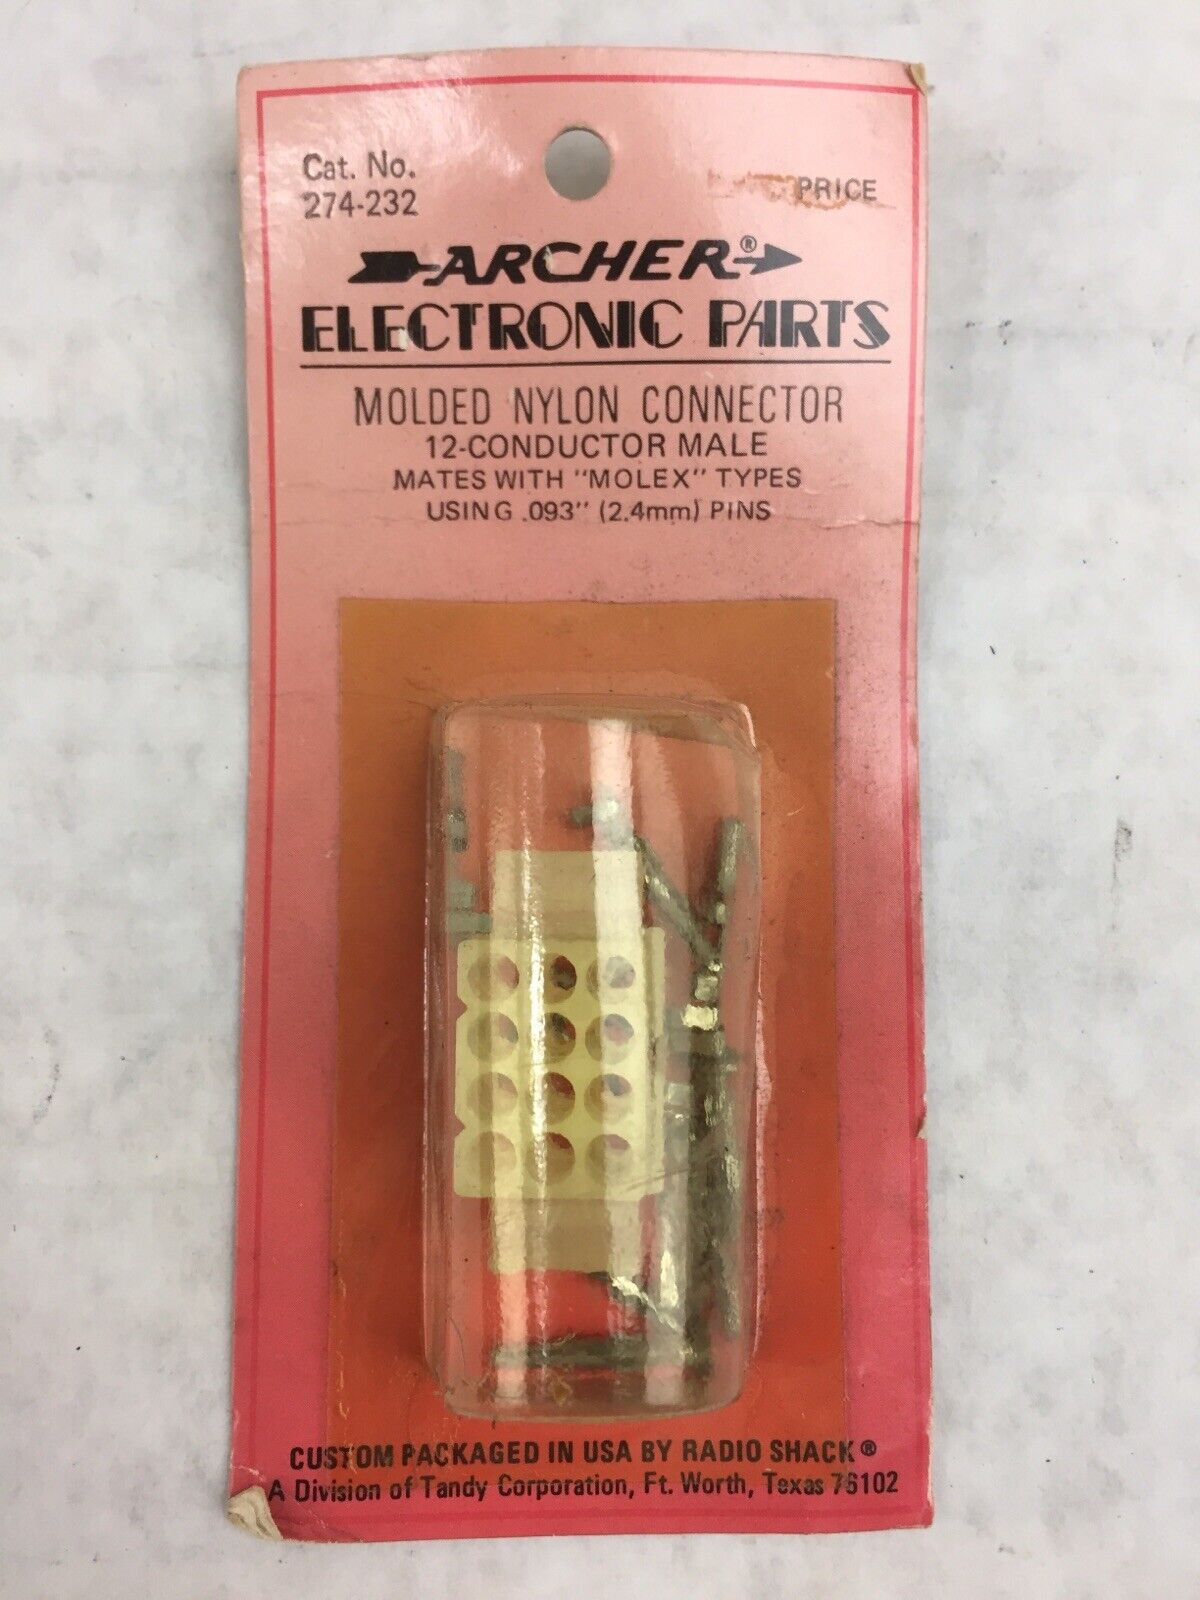 Cat. No.
274-232
PRICE
ARCHER®
ELECTRONIC PARTS
MOLDED NYLON CONNECTOR
12-CONDUCTOR MALE
MATES WITH "MOLEX" TYPES
USING .093" (2.4mm) PINS
CUSTOM PACKAGED IN USA BY RADIO SHACK®
A Division of Tandy Corporation, Ft. Worth, Texas 76102